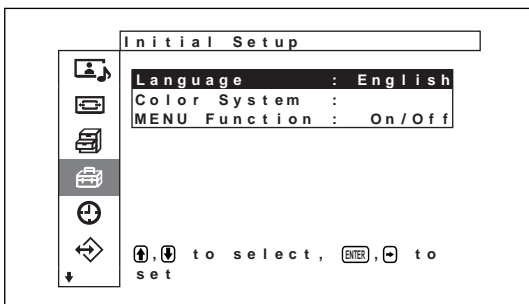 Initial Setup
Language : English
Color System :
MENU Function : On/Off
↑,↓ to select, ENTER,→ to
set